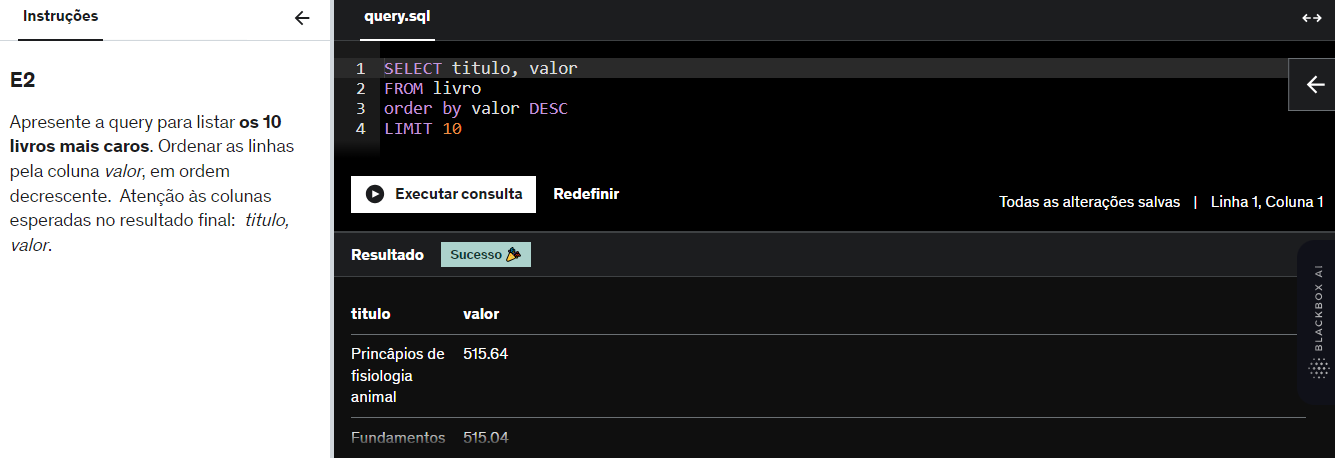 Instruções
E2
Apresente a query para listar os 10
livros mais caros. Ordenar as linhas
pela coluna valor, em ordem
decrescente. Atenção às colunas
esperadas no resultado final: titulo,
valor.
query.sql
1 SELECT titulo, valor
2 FROM livro
3 order by valor DESC
4 LIMIT 10
Executar consulta
Redefinir
Todas as alterações salvas | Linha 1, Coluna 1
Resultado
Sucesso
titulo valor
Princâpios de 515.64
fisiologia
animal
Fundamentos 515.04
BLACKBOX AI